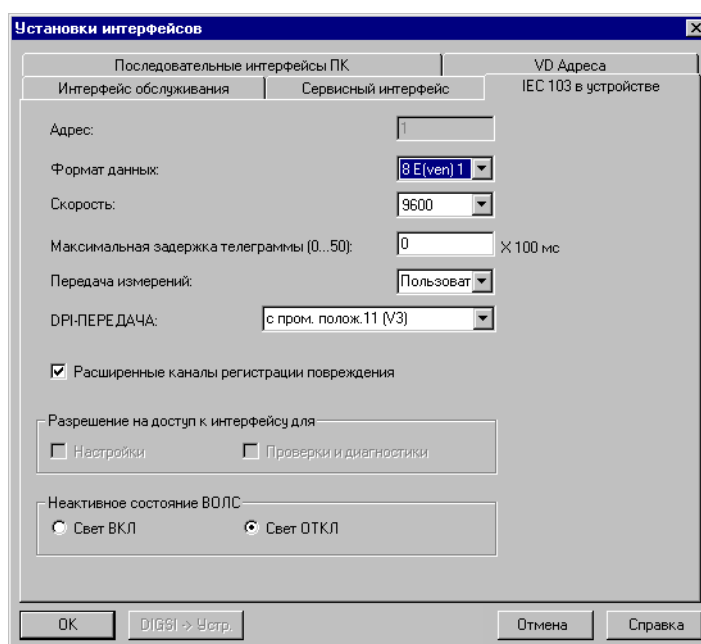 Установки интерфейсов
Последовательные интерфейсы ПК VD Адреса
Интерфейс обслуживания Сервисный интерфейс IEC 103 в устройстве
Адрес: 1
Формат данных: 8 E(ven) 1
Скорость: 9600
Максимальная задержка телеграммы (0...50): 0 X 100 мс
Передача измерений: Пользоват
DPI-ПЕРЕДАЧА: с пром. полож.11 (V3)
Расширенные каналы регистрации повреждения
Разрешение на доступ к интерфейсу для
Настройки Проверки и диагностики
Неактивное состояние ВОЛС
Свет ВКЛ Свет ОТКЛ
OK DIGSI -> Устр. Отмена Справка